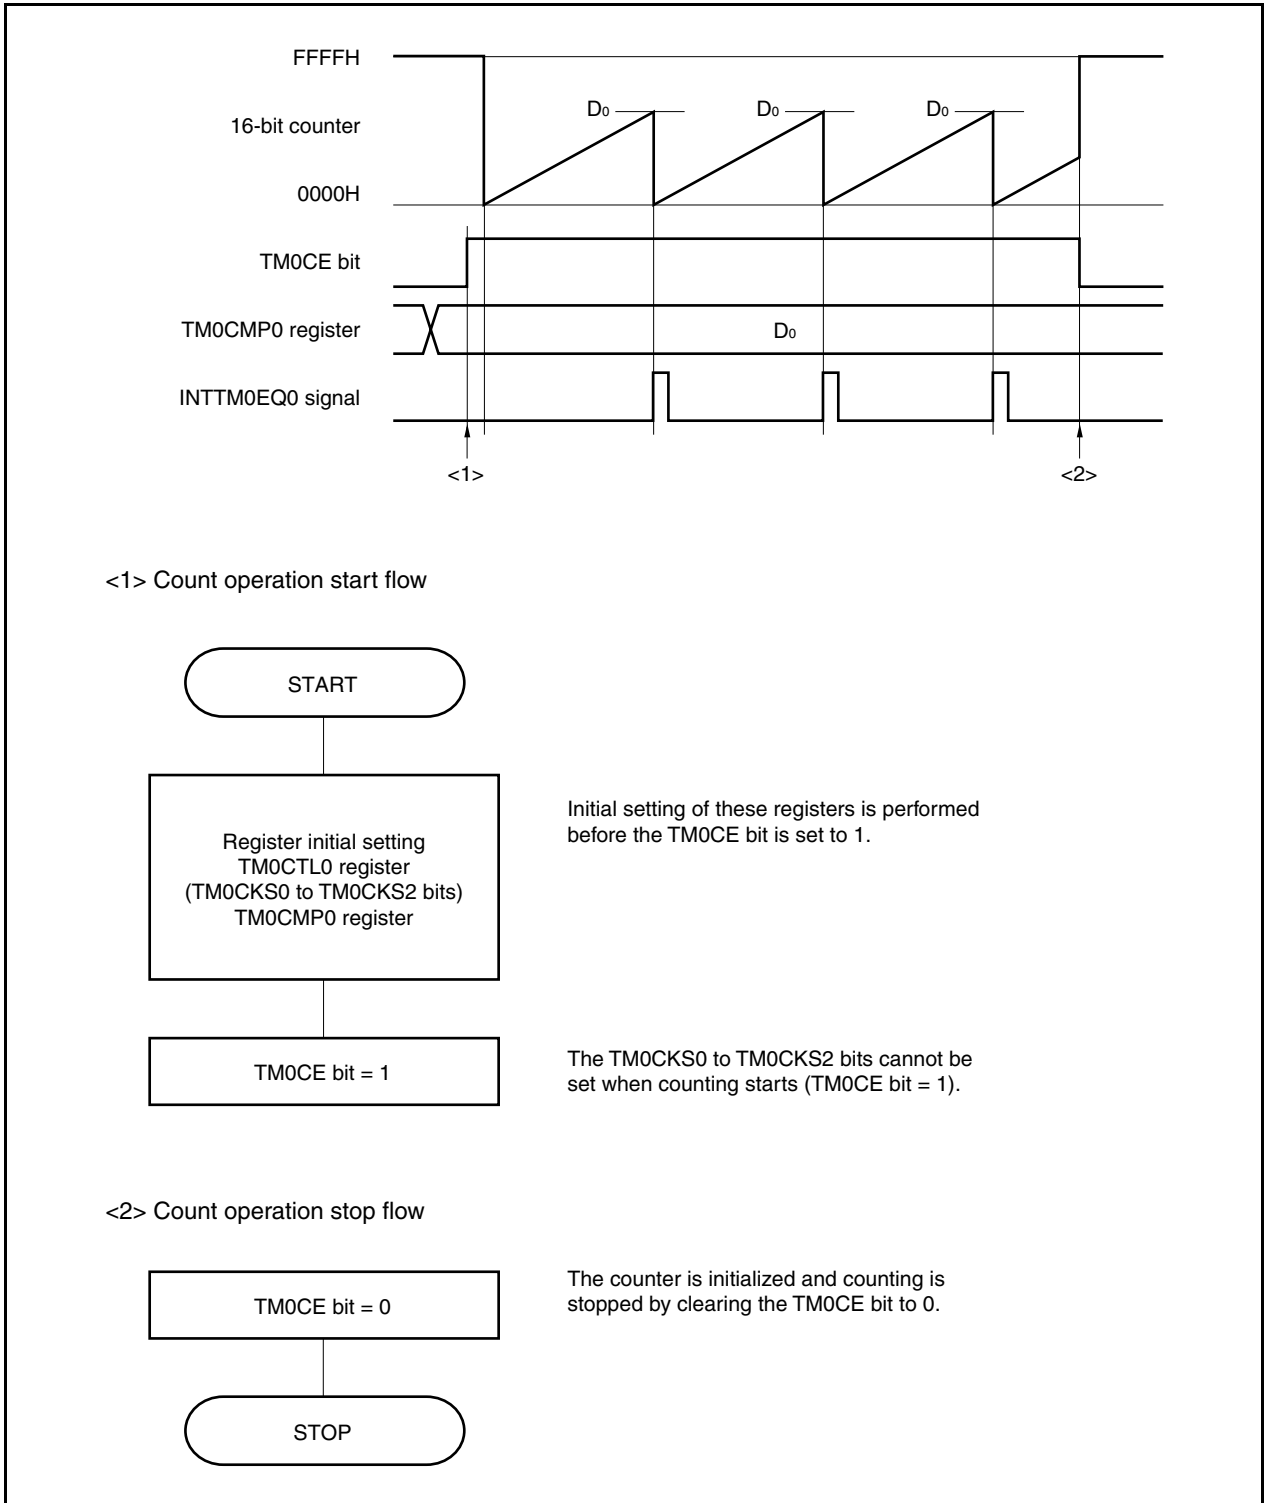 FFFFH
D0 D0 D0
16-bit counter
0000H
TM0CE bit
TM0CMP0 register D0
INTTM0EQ0 signal
<1> <2>
<1> Count operation start flow
START
Register initial setting
TM0CTL0 register
(TM0CKS0 to TM0CKS2 bits)
TM0CMP0 register
Initial setting of these registers is performed
before the TM0CE bit is set to 1.
TM0CE bit = 1
The TM0CKS0 to TM0CKS2 bits cannot be
set when counting starts (TM0CE bit = 1).
<2> Count operation stop flow
TM0CE bit = 0
The counter is initialized and counting is
stopped by clearing the TM0CE bit to 0.
STOP